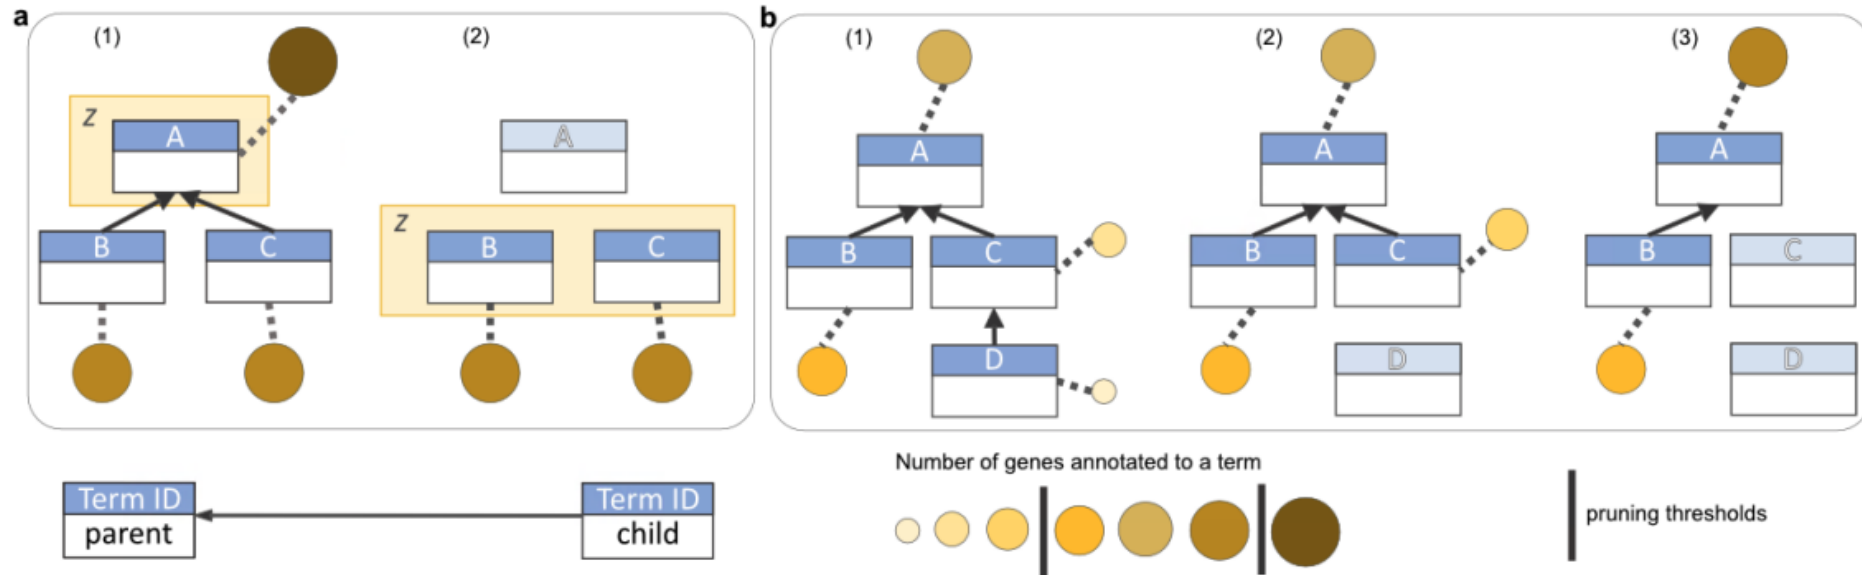 a
(1)
(2)
z
A
B
C
A
z
B
C
b
(1)
(2)
(3)
A
B
C
D
A
B
C
D
A
B
C
D
Term ID
parent
Term ID
child
Number of genes annotated to a term
pruning thresholds